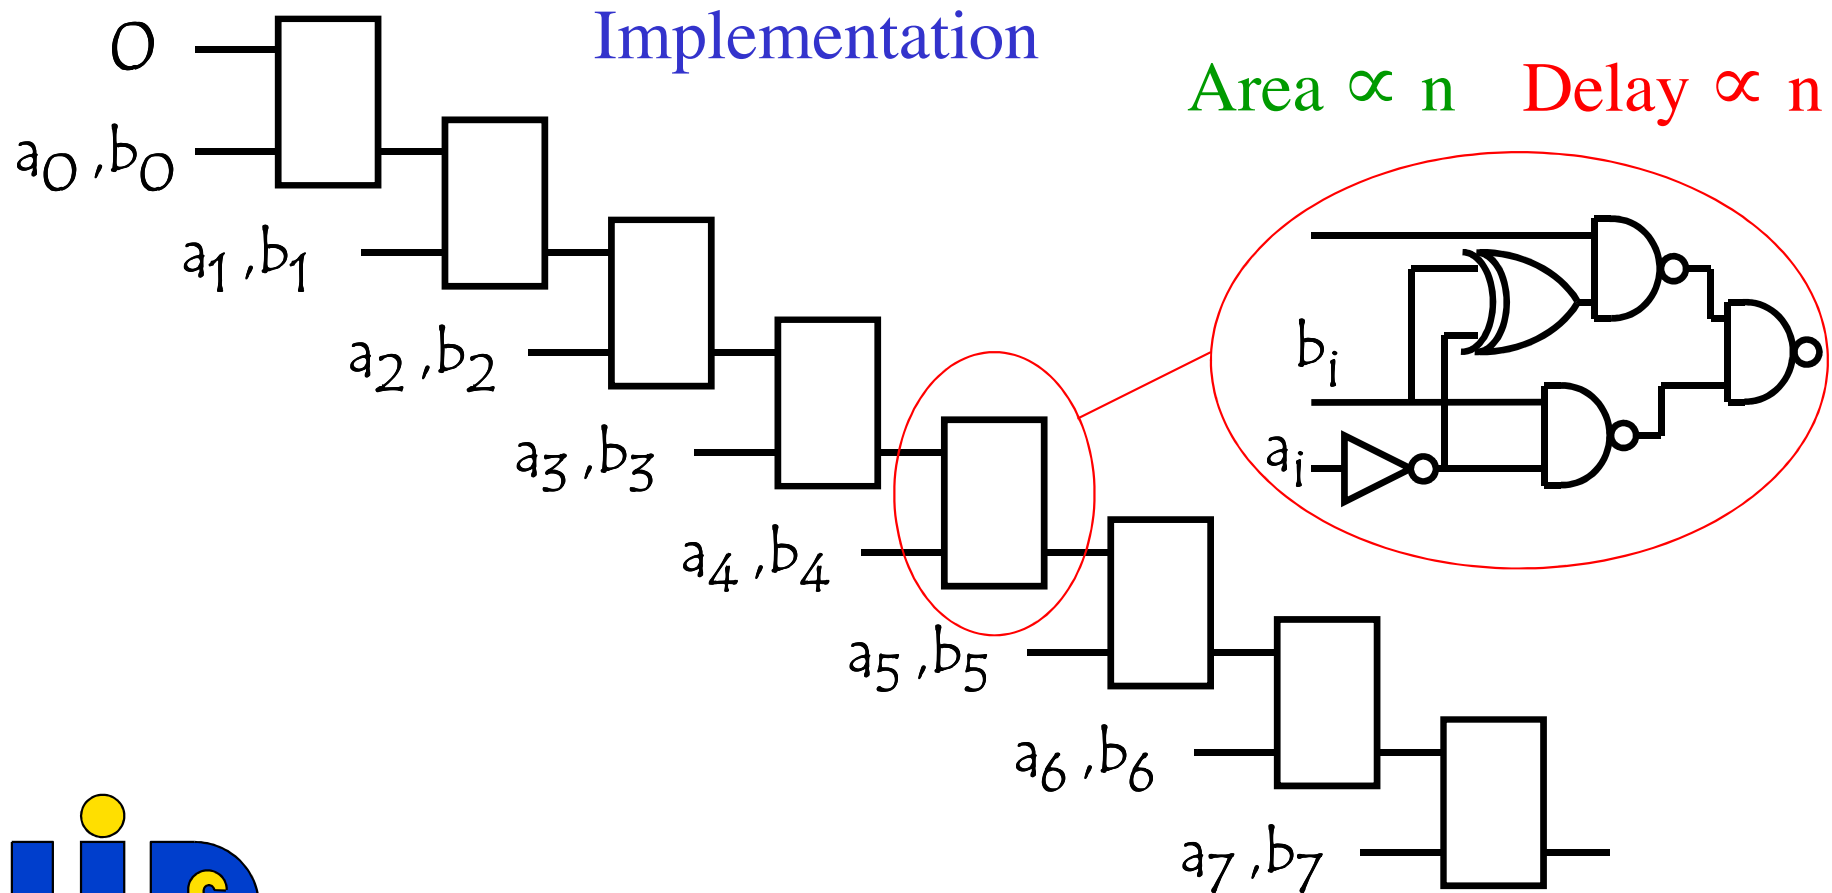 Implementation
Area ∝ n Delay ∝ n
0
a0 ,b0
a1 ,b1
a2 ,b2
a3 ,b3
a4 ,b4
a5 ,b5
a6 ,b6
a7 ,b7
bi
ai